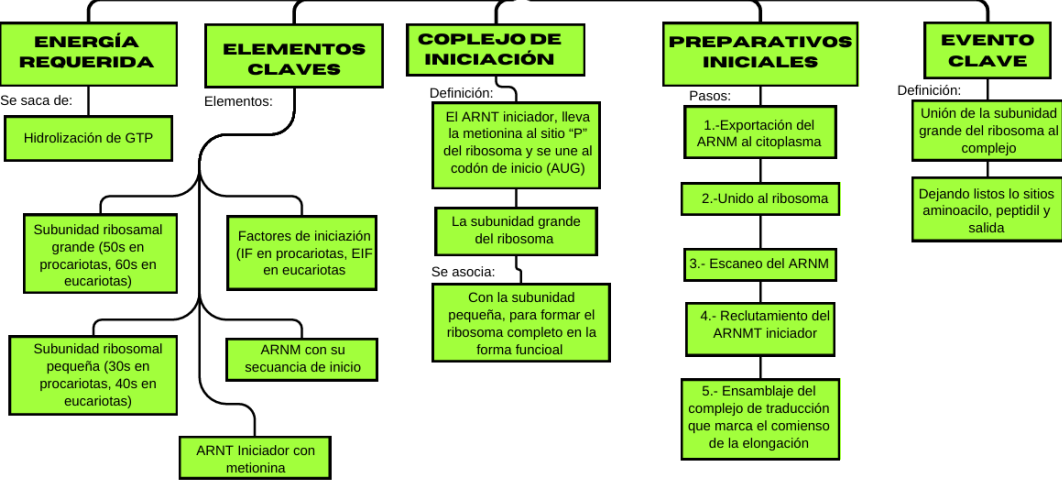 ENERGÍA
REQUERIDA
Se saca de:
Hidrolización de GTP
ELEMENTOS
CLAVES
Elementos:
Subunidad ribosamal
grande (50s en
procariotas, 60s en
eucariotas)
Factores de iniciazión
(IF en procariotas, EIF
en eucariotas
Subunidad ribosomal
pequeña (30s en
procariotas, 40s en
eucariotas)
ARNM con su
secuancia de inicio
ARNT Iniciador con
metionina
COPLEJO DE
INICIACIÓN
Definición:
El ARNT iniciador, lleva
la metionina al sitio “P”
del ribosoma y se une al
codón de inicio (AUG)
La subunidad grande
del ribosoma
Se asocia:
Con la subunidad
pequeña, para formar el
ribosoma completo en la
forma funcioal
PREPARATIVOS
INICIALES
Pasos:
1.-Exportación del
ARNM al citoplasma
2.-Unido al ribosoma
3.- Escaneo del ARNM
4.- Reclutamiento del
ARNMT iniciador
5.- Ensamblaje del
complejo de traducción
que marca el comienso
de la elongación
EVENTO
CLAVE
Definición:
Unión de la subunidad
grande del ribosoma al
complejo
Dejando listos lo sitios
aminoacilo, peptidil y
salida